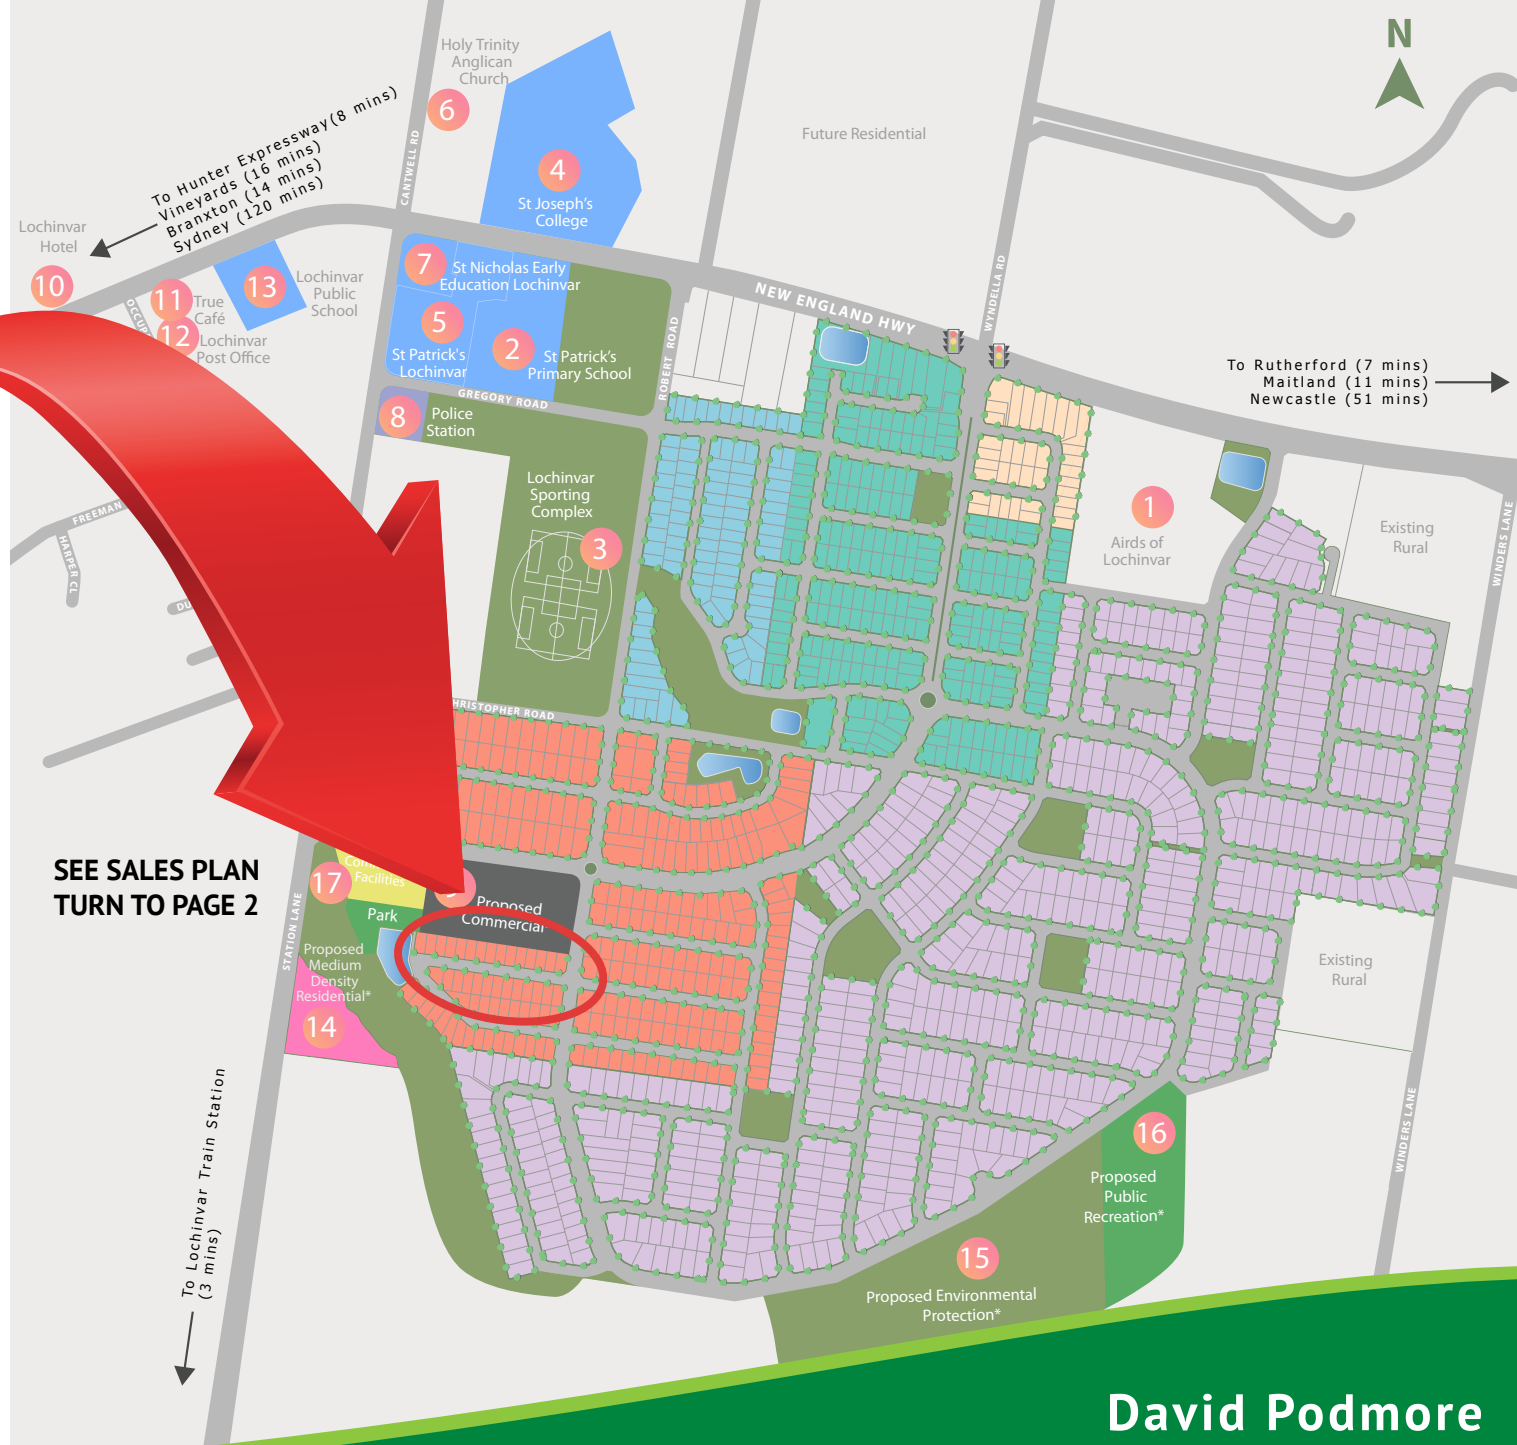 N
Holy Trinity
Anglican
Church
6
CANTWELL RD
To Hunter Expressway(8 mins)
Vineyards (16 mins)
Branxton (14 mins)
Sydney (120 mins)
Future Residential
4
St Joseph's
College
Lochinvar
Hotel
10
11
True
Café
12
Lochinvar
Post Office
13
Lochinvar
Public
School
7
St Nicholas Early
Education Lochinvar
5
St Patrick's
Lochinvar
2
St Patrick's
Primary School
GREGORY ROAD
ROBERT ROAD
NEW ENGLAND HWY
WYNDELLA RD
To Rutherford (7 mins)
Maitland (11 mins)
Newcastle (51 mins)
8
Police
Station
Lochinvar
Sporting
Complex
3
1
Airds of
Lochinvar
Existing
Rural
WINDERS LANE
FREEMAN
HARPER CL
HRISTOPHER ROAD
SEE SALES PLAN
TURN TO PAGE 2
17
Facilities
Park
Proposed
Commercial
STATION LANE
Proposed
Medium
Density
Residential*
14
Existing
Rural
To Lochinvar Train Station
(3 mins)
16
Proposed
Public
Recreation*
WINDERS LANE
15
Proposed Environmental
Protection*
David Podmore